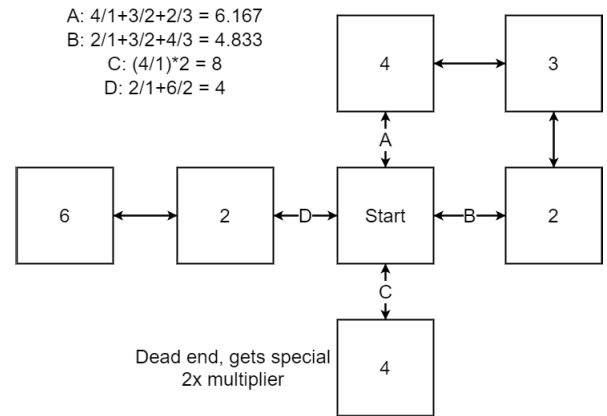 A: 4/1+3/2+2/3 = 6.167
B: 2/1+3/2+4/3 = 4.833
C: (4/1)*2 = 8
D: 2/1+6/2 = 4
4
3
A
6
2
D
Start
B
2
C
Dead end, gets special
2x multiplier
4